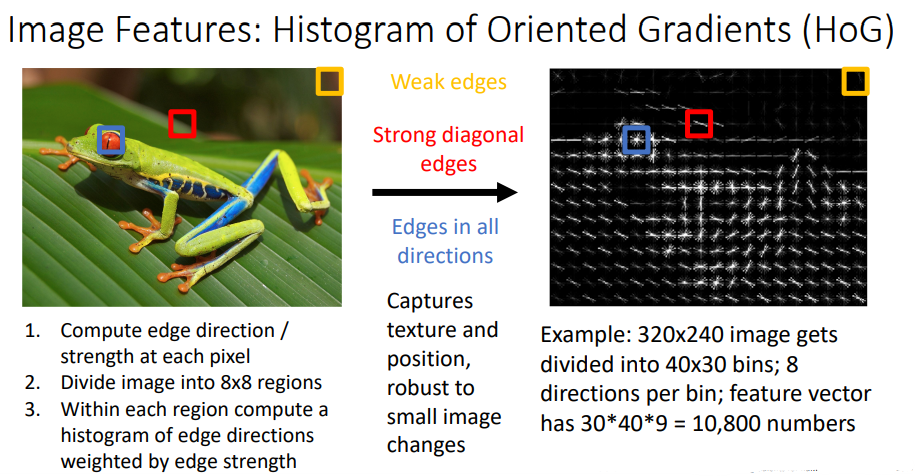 Image Features: Histogram of Oriented Gradients (HoG)
Weak edges
Strong diagonal
edges
Edges in all
directions
Captures
texture and
position,
robust to
small image
changes
1. Compute edge direction /
strength at each pixel
2. Divide image into 8x8 regions
3. Within each region compute a
histogram of edge directions
weighted by edge strength
Example: 320x240 image gets
divided into 40x30 bins; 8
directions per bin; feature vector
has 30*40*9 = 10,800 numbers